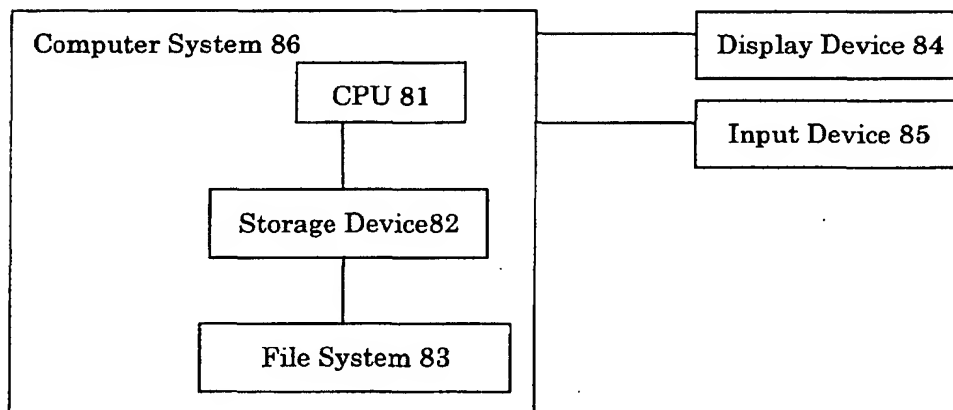 Computer System 86
CPU 81
Storage Device82
File System 83
Display Device 84
Input Device 85